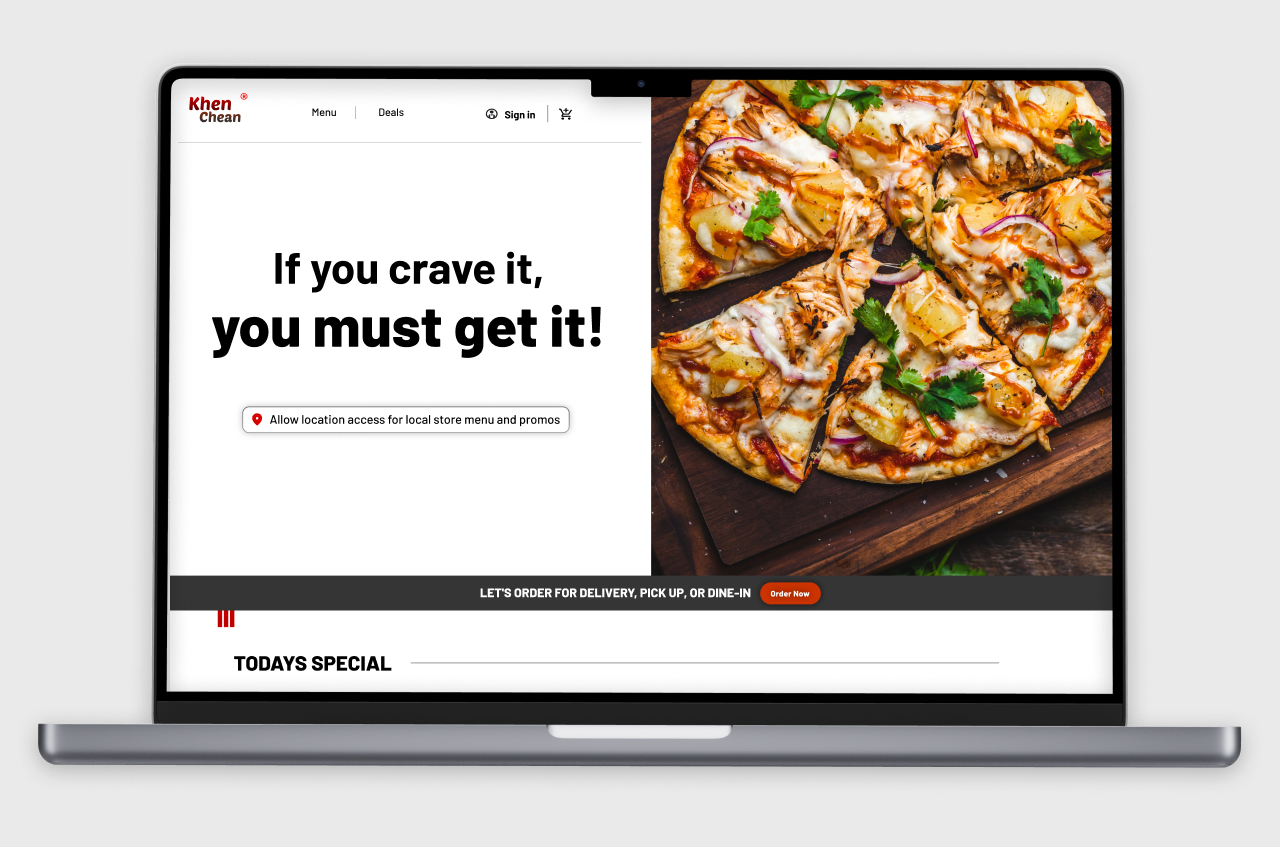 Khen ®
Chean
Menu
Deals
Sign in
If you crave it,
you must get it!
Allow location access for local store menu and promos
LET'S ORDER FOR DELIVERY, PICK UP, OR DINE-IN
Order Now
TODAYS SPECIAL